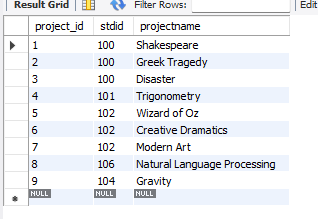 Result Grid Filter Rows: Edit
project_id stdid projectname
1 100 Shakespeare
2 100 Greek Tragedy
3 100 Disaster
4 101 Trigonometry
5 102 Wizard of Oz
6 102 Creative Dramatics
7 102 Modern Art
8 106 Natural Language Processing
9 104 Gravity
NULL NULL NULL